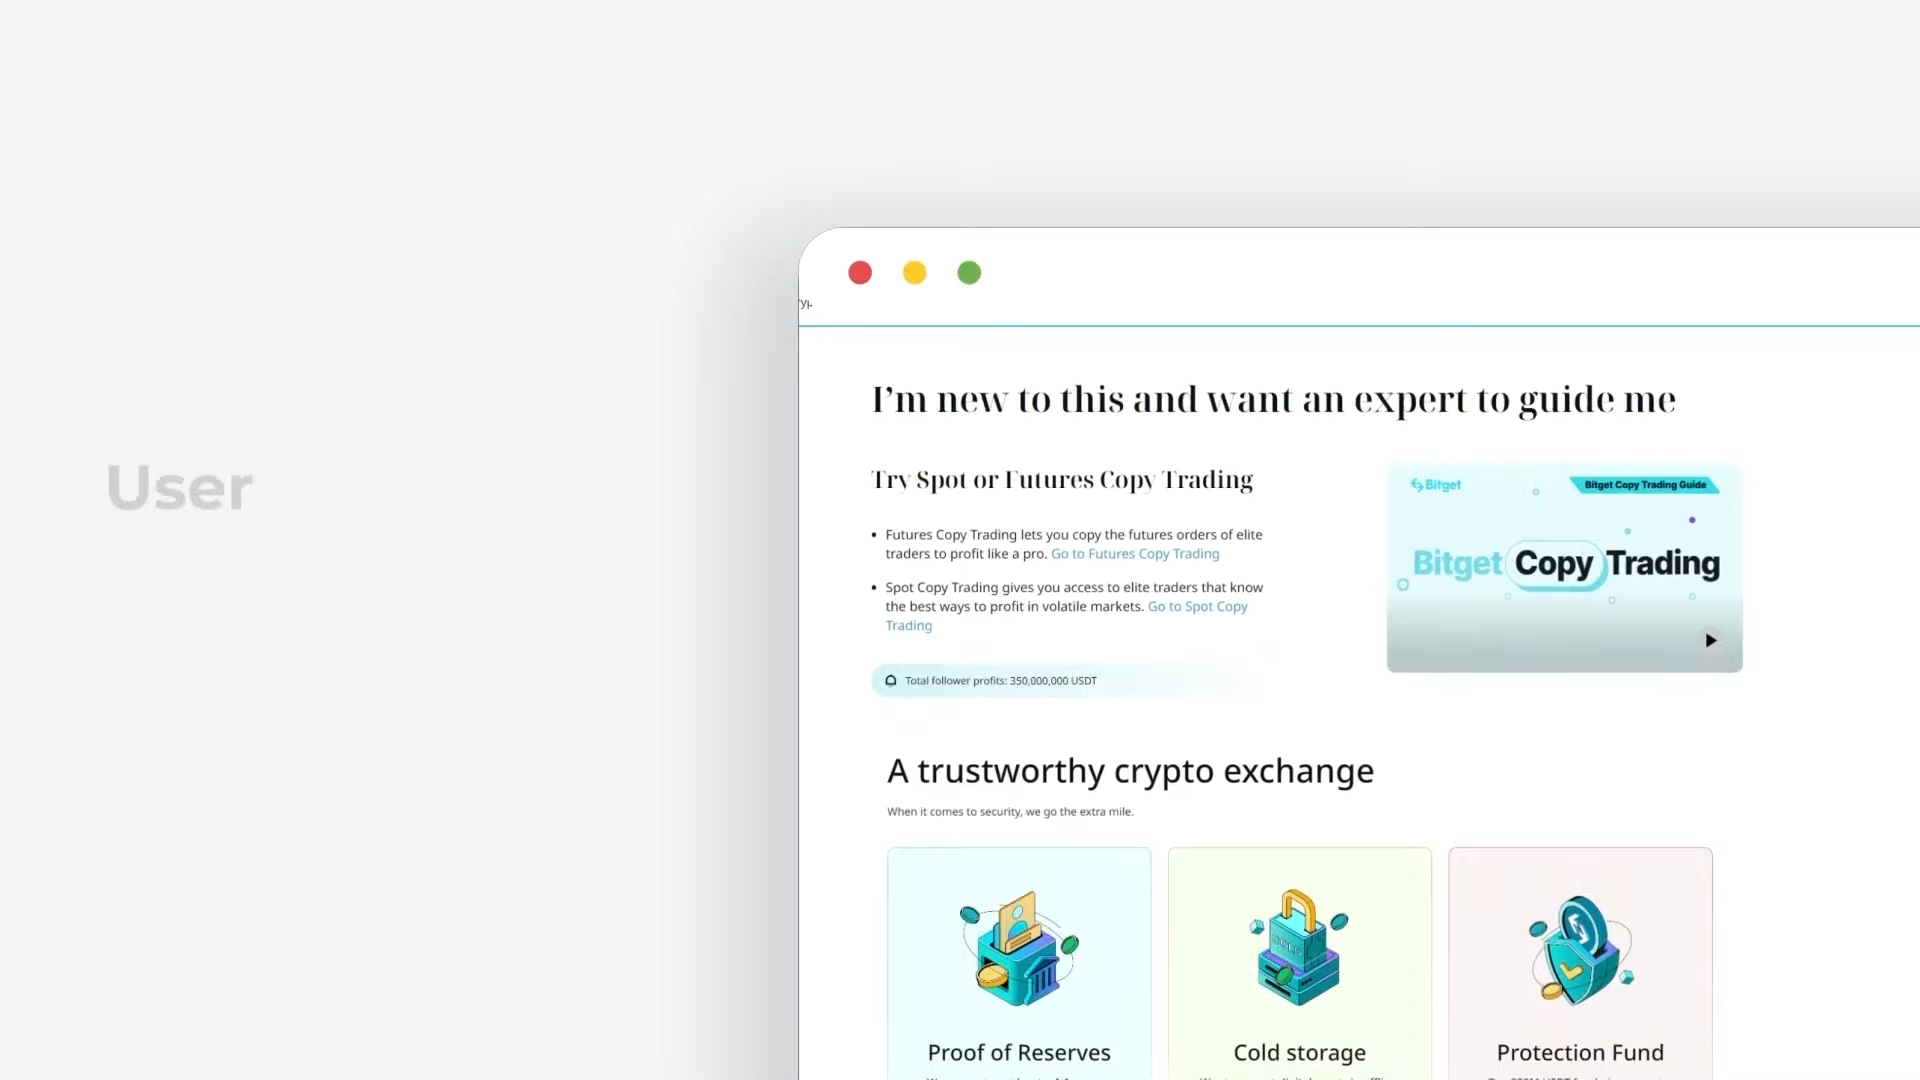 User
I’m new to this and want an expert to guide me
Try Spot or Futures Copy Trading
Futures Copy Trading lets you copy the futures orders of elite
traders to profit like a pro. Go to Futures Copy Trading
Spot Copy Trading gives you access to elite traders that know
the best ways to profit in volatile markets. Go to Spot Copy
Trading
Total follower profits: 350,000,000 USDT
Bitget
Bitget Copy Trading Guide
Bitget Copy Trading
A trustworthy crypto exchange
When it comes to security, we go the extra mile.
Proof of Reserves
Cold storage
Protection Fund